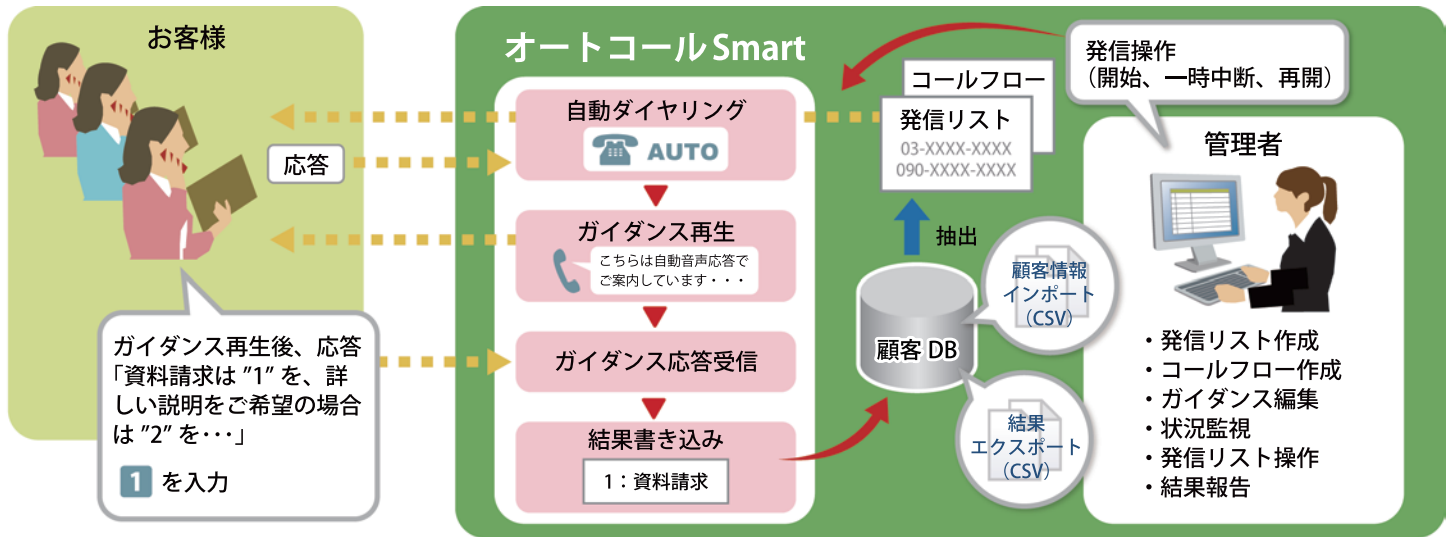 お客様
応答
ガイダンス再生後、応答
「資料請求は ”1” を、詳
しい説明をご希望の場合
は ”2” を・・・」
1 を入力
オートコール Smart
自動ダイヤリング
AUTO
ガイダンス再生
こちらは自動音声応答で
ご案内しています・・・
ガイダンス応答受信
結果書き込み
1：資料請求
コールフロー
発信リスト
03-XXXX-XXXX
090-XXXX-XXXX
抽出
顧客 DB
顧客情報
インポート
（CSV）
結果
エクスポート
（CSV）
発信操作
（開始、一時中断、再開）
管理者
・発信リスト作成
・コールフロー作成
・ガイダンス編集
・状況監視
・発信リスト操作
・結果報告